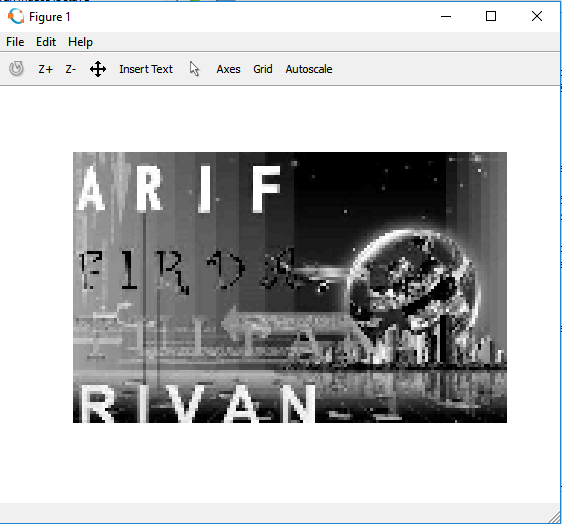 Figure 1
File Edit Help
Z+ Z- Insert Text Axes Grid Autoscale
ARIF
FIRDA
RIVAN